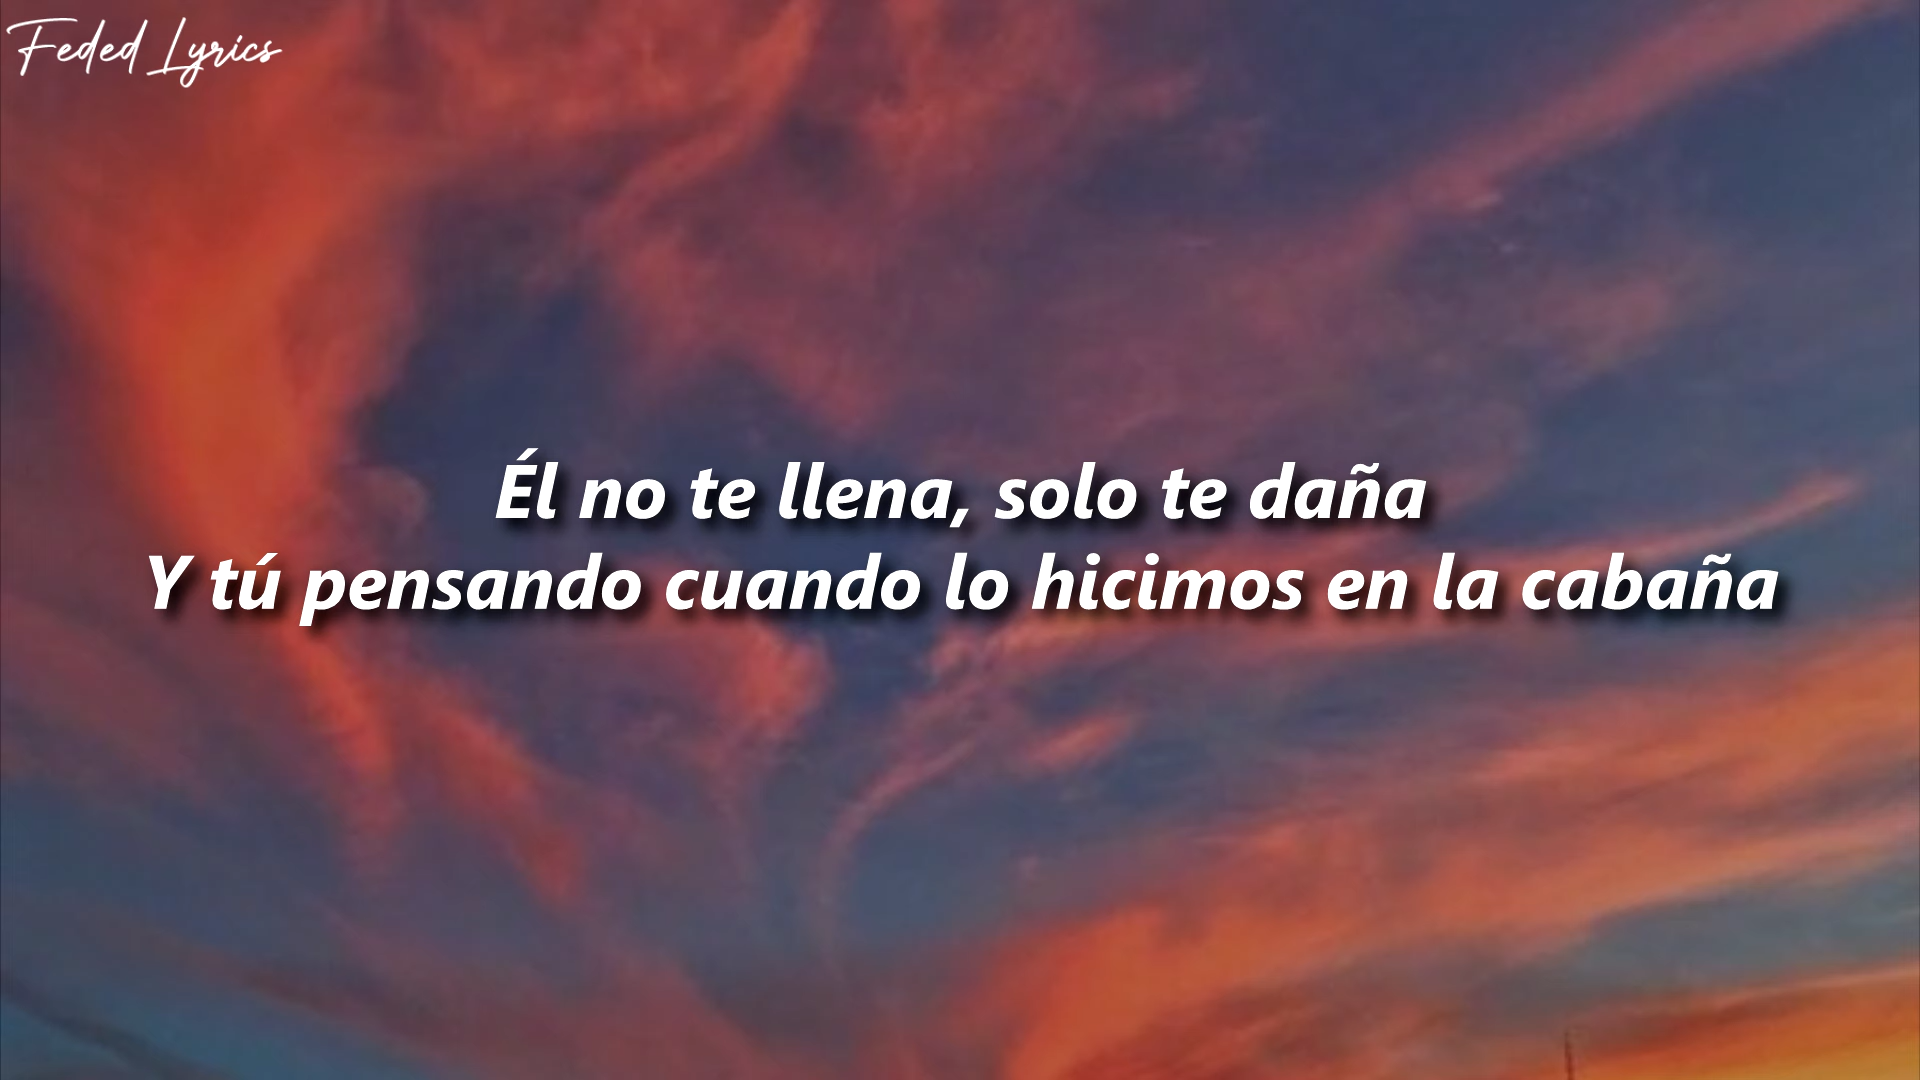 Feded Lyrics
Él no te llena, solo te daña
Y tú pensando cuando lo hicimos en la cabaña